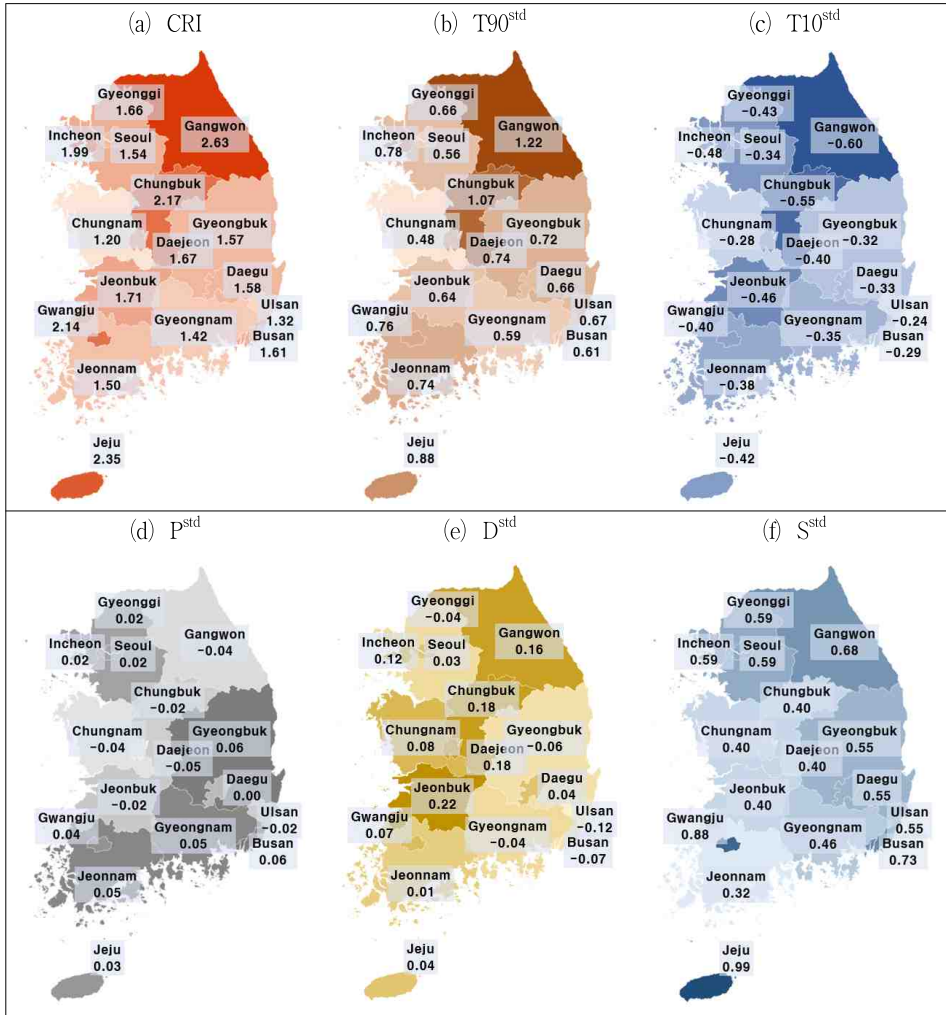 (a) CRI
Gyeonggi
1.66
Gangwon
2.63
Incheon
1.99
Seoul
1.54
Chungbuk
2.17
Chungnam
1.20
Gyeongbuk
1.57
Daejeon
1.67
Daegu
1.58
Jeonbuk
1.71
Ulsan
1.32
Gwangju
2.14
Gyeongnam
1.42
Busan
1.61
Jeonnam
1.50
Jeju
2.35
(b) T90std
Gyeonggi
0.66
Gangwon
1.22
Incheon
0.78
Seoul
0.56
Chungbuk
1.07
Chungnam
0.48
Gyeongbuk
0.72
Daejeon
0.74
Daegu
0.66
Jeonbuk
0.64
Ulsan
0.67
Gwangju
0.76
Gyeongnam
0.59
Busan
0.61
Jeonnam
0.74
Jeju
0.88
(c) T10std
Gyeonggi
−0.43
Gangwon
−0.60
Incheon
−0.48
Seoul
−0.34
Chungbuk
−0.55
Chungnam
−0.28
Gyeongbuk
−0.32
Daejeon
−0.40
Daegu
−0.33
Jeonbuk
−0.46
Ulsan
−0.24
Gwangju
−0.40
Gyeongnam
−0.35
Busan
−0.29
Jeonnam
−0.38
Jeju
−0.42
(d) Pstd
Gyeonggi
0.02
Gangwon
−0.04
Incheon
0.02
Seoul
0.02
Chungbuk
−0.02
Chungnam
−0.04
Gyeongbuk
0.06
Daejeon
−0.05
Daegu
0.00
Jeonbuk
−0.02
Ulsan
−0.02
Gwangju
0.04
Gyeongnam
0.05
Busan
0.06
Jeonnam
0.05
Jeju
0.03
(e) Dstd
Gyeonggi
−0.04
Gangwon
0.16
Incheon
0.12
Seoul
0.03
Chungbuk
0.18
Chungnam
0.08
Gyeongbuk
−0.06
Daejeon
0.18
Daegu
0.04
Jeonbuk
0.22
Ulsan
−0.12
Gwangju
0.07
Gyeongnam
−0.04
Busan
−0.07
Jeonnam
0.01
Jeju
0.04
(f) Sstd
Gyeonggi
0.59
Gangwon
0.68
Incheon
0.59
Seoul
0.59
Chungbuk
0.40
Chungnam
0.40
Gyeongbuk
0.55
Daejeon
0.40
Daegu
0.55
Jeonbuk
0.40
Ulsan
0.55
Gwangju
0.88
Gyeongnam
0.46
Busan
0.73
Jeonnam
0.32
Jeju
0.99